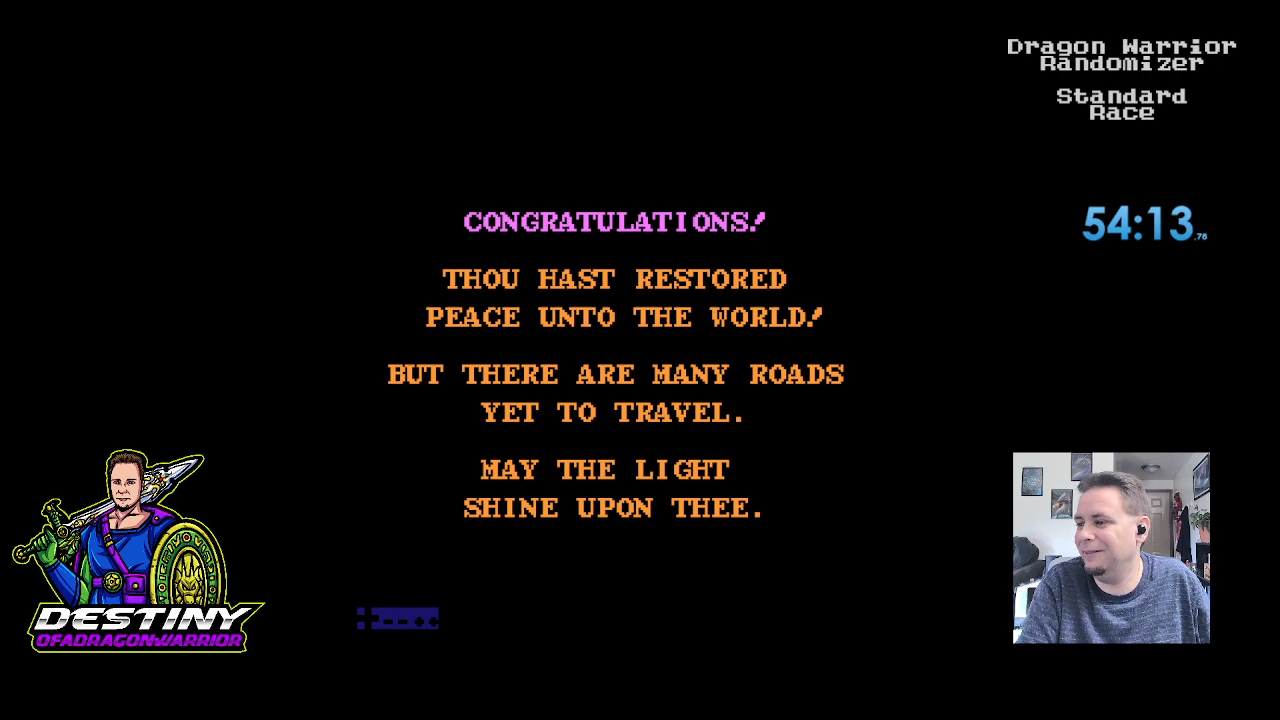 Dragon Warrior
Randomizer
Standard
Race
CONGRATULATIONS!
54:13.78
THOU HAST RESTORED
PEACE UNTO THE WORLD!
BUT THERE ARE MANY ROADS
YET TO TRAVEL.
MAY THE LIGHT
SHINE UPON THEE.
DESTINY
OFADRAGONWARRIOR